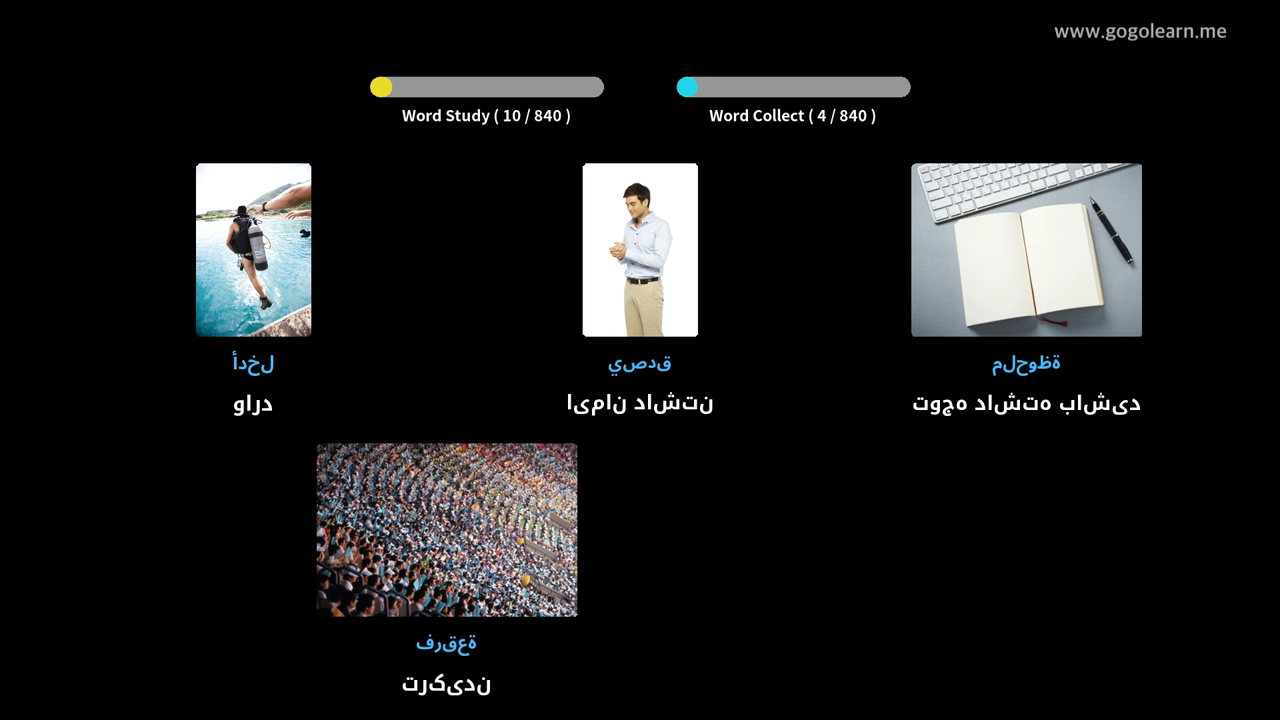 www.gogolearn.me
Word Study ( 10 / 840 )
Word Collect ( 4 / 840 )
لخدأ
دراو
قدصي
نتشاد نامیا
ةظوحلم
دیشاب هتشاد هجوت
ةعقرف
ندیکرت